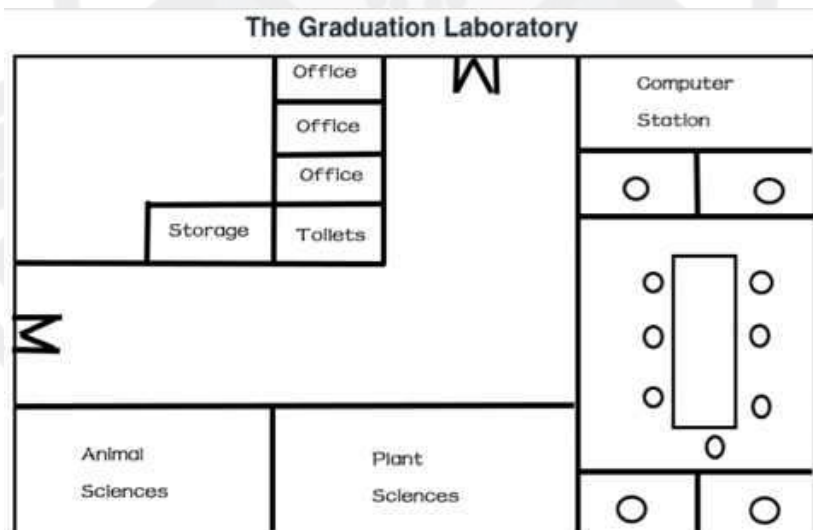 The Graduation Laboratory
Office
Computer
Station
Office
Office
Storage
Toilets
Animal
Sciences
Plant
Sciences